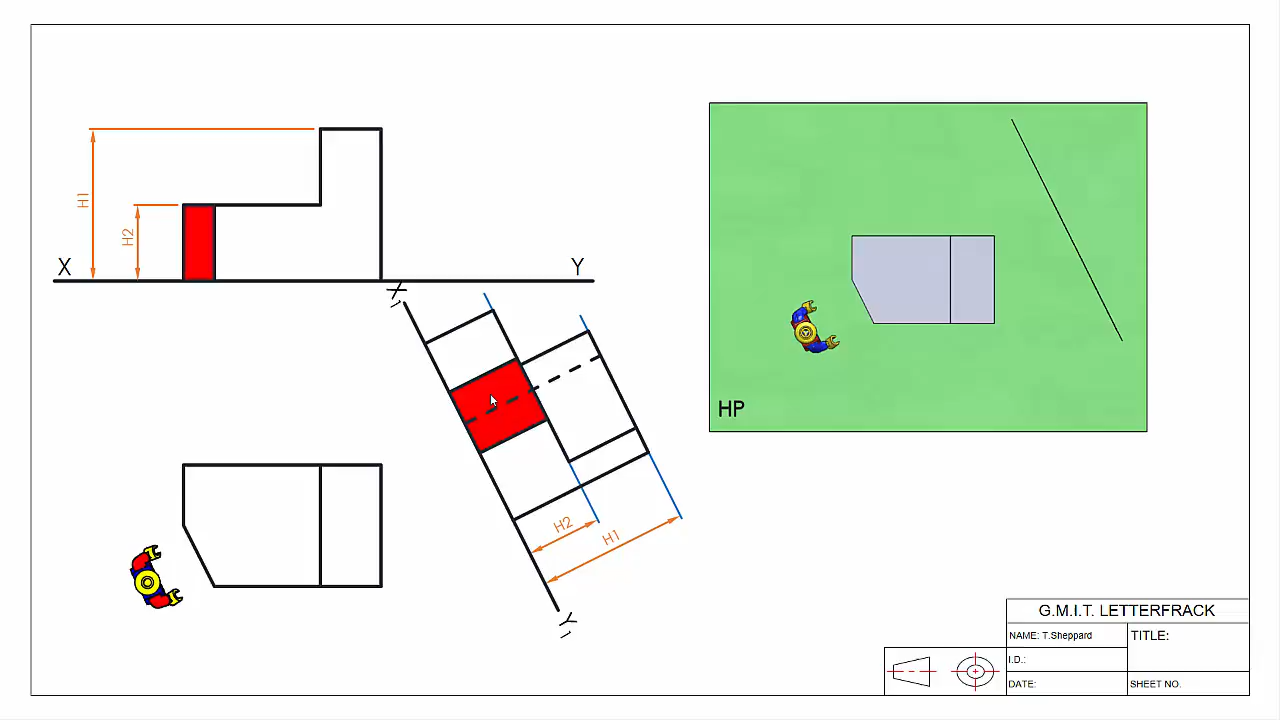 H1
H2
X
Y
X1
H2
H1
Y1
HP
G.M.I.T. LETTERFRACK
NAME: T.Sheppard
TITLE:
I.D.:
DATE:
SHEET NO.